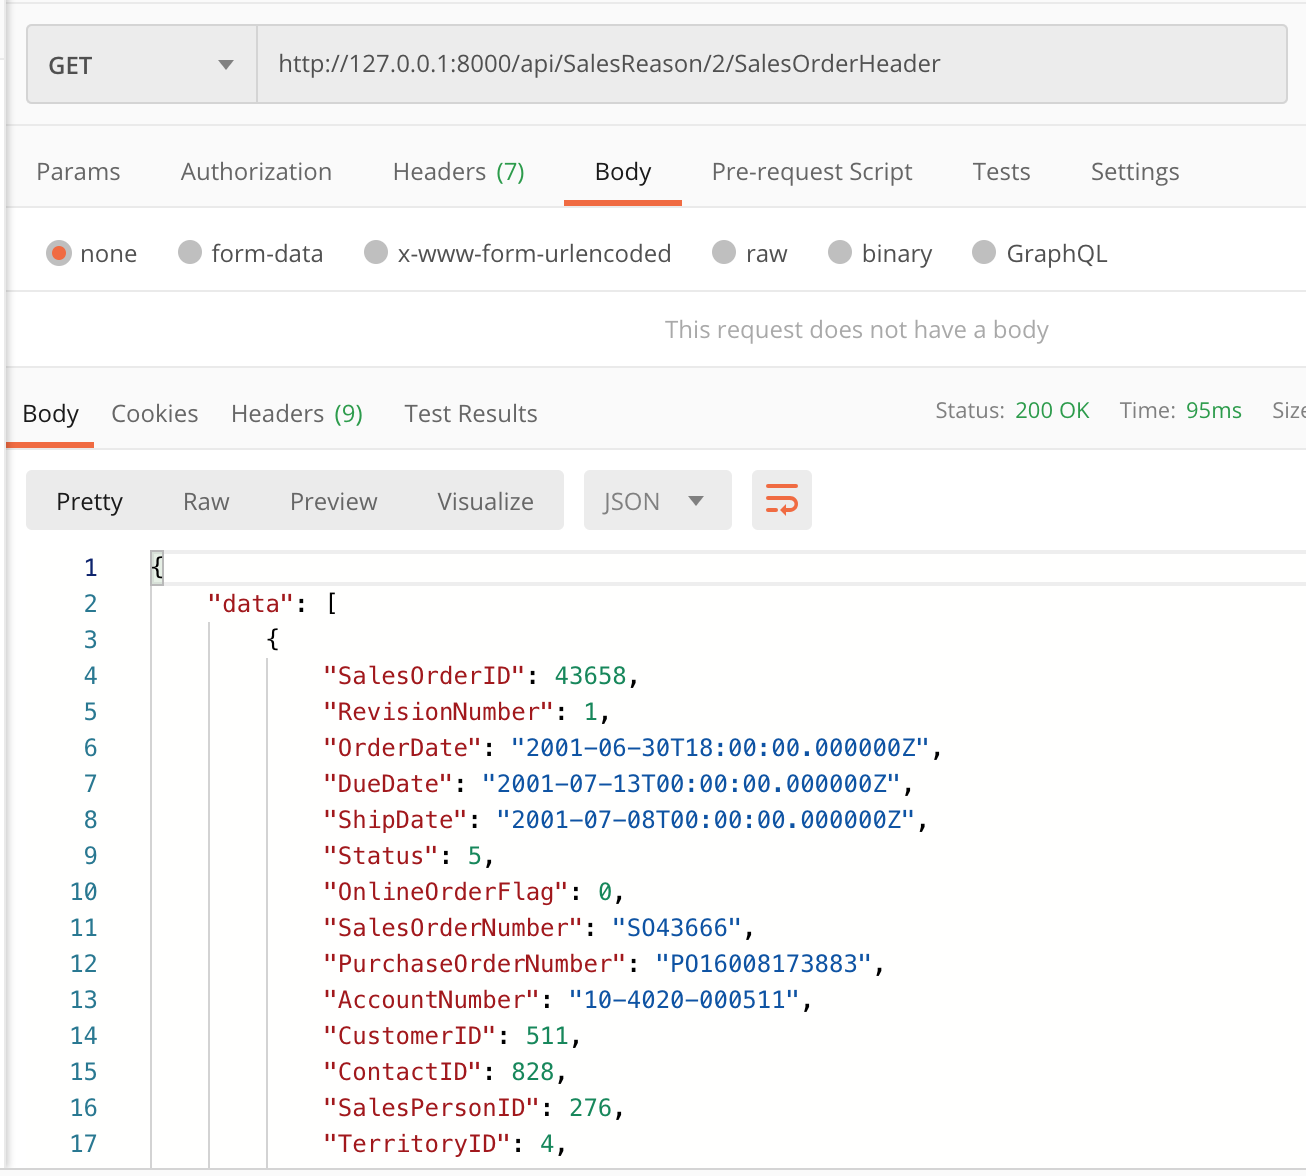 GET http://127.0.0.1:8000/api/SalesReason/2/SalesOrderHeader
Params Authorization Headers (7) Body Pre-request Script Tests Settings
none form-data x-www-form-urlencoded raw binary GraphQL
This request does not have a body
Body Cookies Headers (9) Test Results Status: 200 OK Time: 95ms Size
Pretty Raw Preview Visualize JSON
1 {
2 "data": [
3 {
4 "SalesOrderID": 43658,
5 "RevisionNumber": 1,
6 "OrderDate": "2001-06-30T18:00:00.000000Z",
7 "DueDate": "2001-07-13T00:00:00.000000Z",
8 "ShipDate": "2001-07-08T00:00:00.000000Z",
9 "Status": 5,
10 "OnlineOrderFlag": 0,
11 "SalesOrderNumber": "SO43666",
12 "PurchaseOrderNumber": "PO16008173883",
13 "AccountNumber": "10-4020-000511",
14 "CustomerID": 511,
15 "ContactID": 828,
16 "SalesPersonID": 276,
17 "TerritoryID": 4,